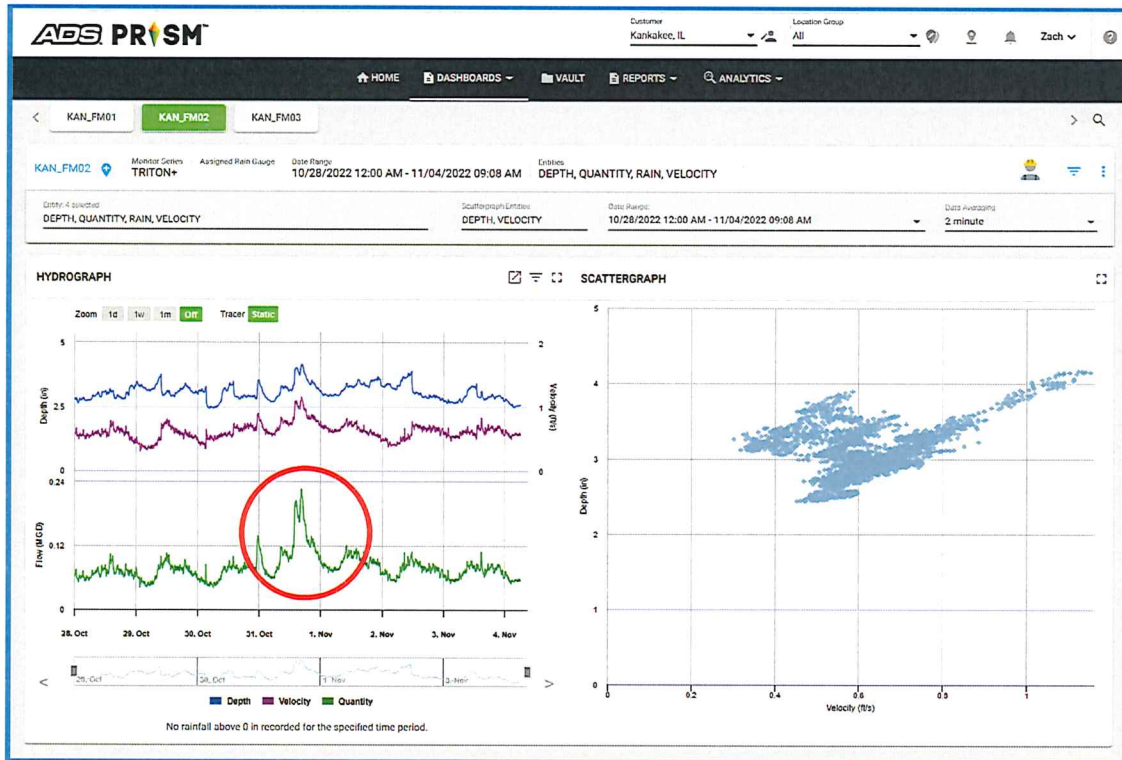 ADS PRISM™
Customer
Kankakee, IL
Location Group
All
Zach
HOME DASHBOARDS VAULT REPORTS ANALYTICS
KAN_FM01 KAN_FM02 KAN_FM03
KAN_FM02
Monitor Series
TRITON+
Assigned Rain Gauge
Date Range
10/28/2022 12:00 AM - 11/04/2022 09:08 AM
Entities
DEPTH, QUANTITY, RAIN, VELOCITY
Entity: 4 selected
DEPTH, QUANTITY, RAIN, VELOCITY
Scattergraph Entities
DEPTH, VELOCITY
Date Range:
10/28/2022 12:00 AM - 11/04/2022 09:08 AM
Data Averaging
2 minute
HYDROGRAPH
Zoom 1d 1w 1m Off Tracer Static
5
2.5
0
Depth (in)
2
1
0
Velocity (ft/s)
0.24
0.12
0
Flow (MGD)
28. Oct 29. Oct 30. Oct 31. Oct 1. Nov 2. Nov 3. Nov 4. Nov
Depth Velocity Quantity
No rainfall above 0 in recorded for the specified time period.
SCATTERGRAPH
5
4
3
2
1
0
Depth (in)
0 0.2 0.4 0.6 0.8 1
Velocity (ft/s)